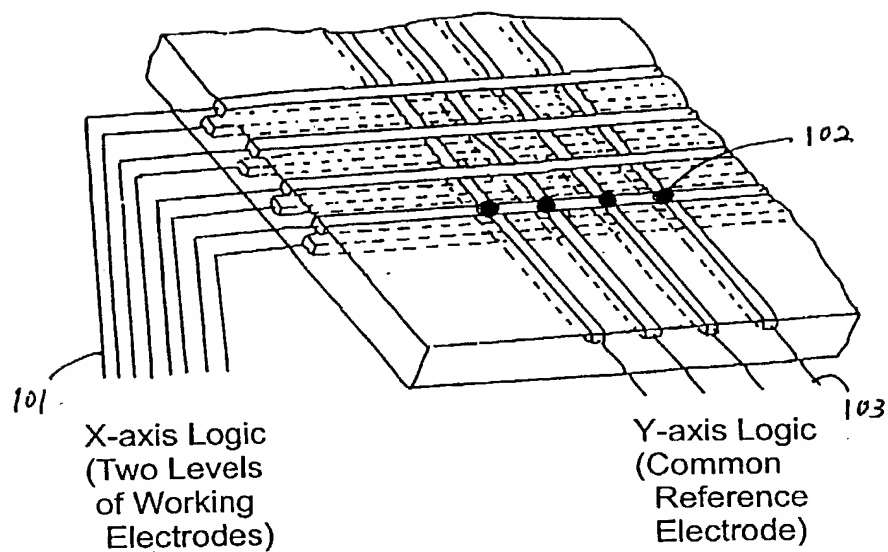 102
101
103
X-axis Logic
(Two Levels
of Working
Electrodes)
Y-axis Logic
(Common
Reference
Electrode)